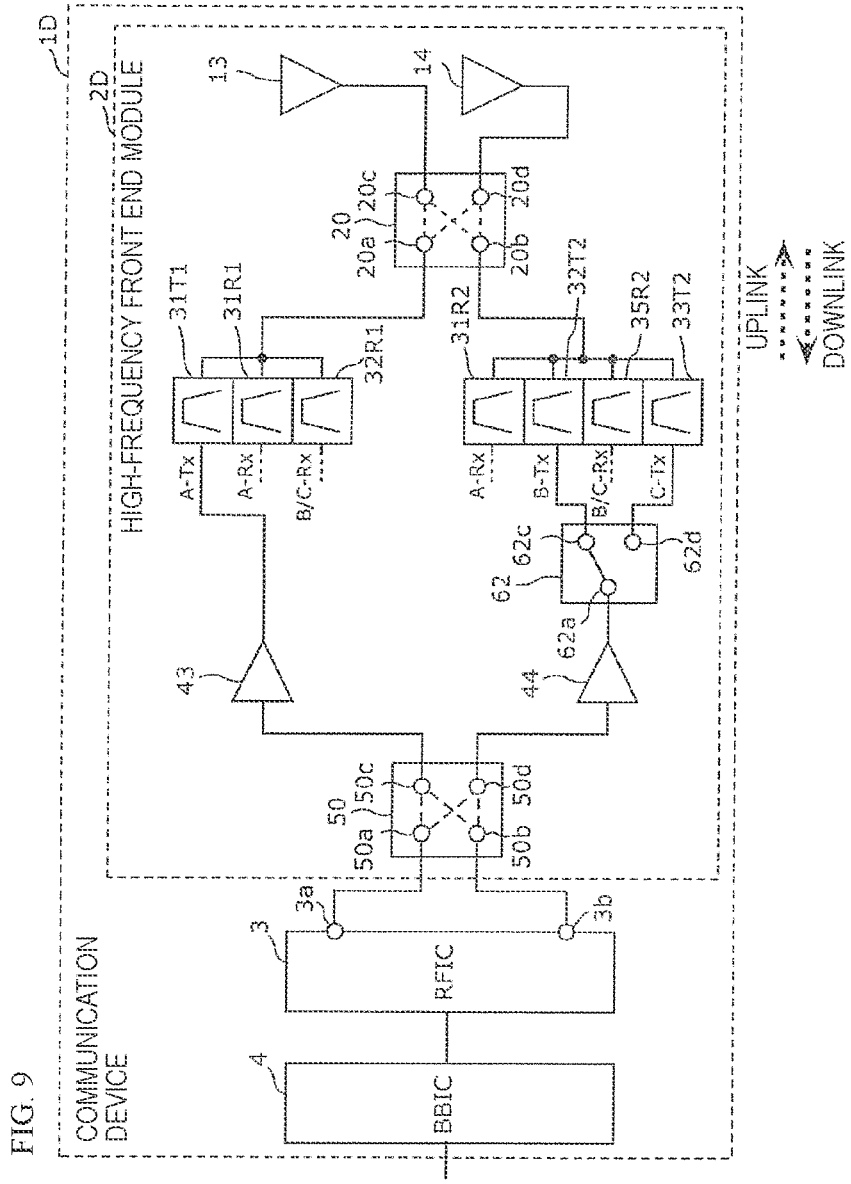 FIG. 9
COMMUNICATION
DEVICE
1D
HIGH-FREQUENCY FRONT END MODULE
2D
4
BBIC
3
RFIC
3a
3b
50
50a
50c
50b
50d
43
44
62
62a
62c
62d
A-Tx
A-Rx
B/C-Rx
31T1
31R1
32R1
A-Rx
B-Tx
B/C-Rx
C-Tx
31R2
32T2
35R2
33T2
20
20a
20c
20b
20d
13
14
UPLINK
DOWNLINK